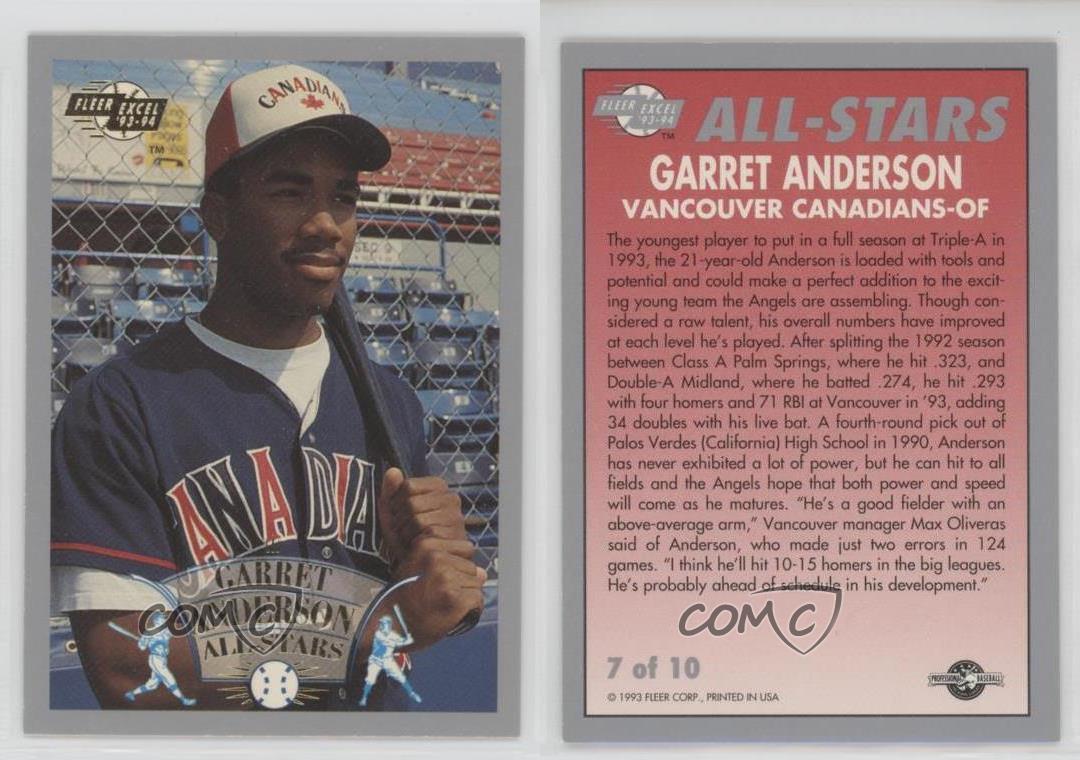 FLEER EXCEL
'93-94
TM
CANADIANS
CANADIA
®
GARRET
ANDERSON
ALL-STARS
®
COMC
FLEER EXCEL
'93-94
TM
ALL-STARS
GARRET ANDERSON
VANCOUVER CANADIANS-OF
The youngest player to put in a full season at Triple-A in
1993, the 21-year-old Anderson is loaded with tools and
potential and could make a perfect addition to the excit-
ing young team the Angels are assembling. Though con-
sidered a raw talent, his overall numbers have improved
at each level he's played. After splitting the 1992 season
between Class A Palm Springs, where he hit .323, and
Double-A Midland, where he batted .274, he hit .293
with four homers and 71 RBI at Vancouver in '93, adding
34 doubles with his live bat. A fourth-round pick out of
Palos Verdes (California) High School in 1990, Anderson
has never exhibited a lot of power, but he can hit to all
fields and the Angels hope that both power and speed
will come as he matures. "He's a good fielder with an
above-average arm," Vancouver manager Max Oliveras
said of Anderson, who made just two errors in 124
games. "I think he'll hit 10-15 homers in the big leagues.
He's probably ahead of schedule in his development."
COMC
7 of 10
PROFESSIONAL BASEBALL
© 1993 FLEER CORP., PRINTED IN USA